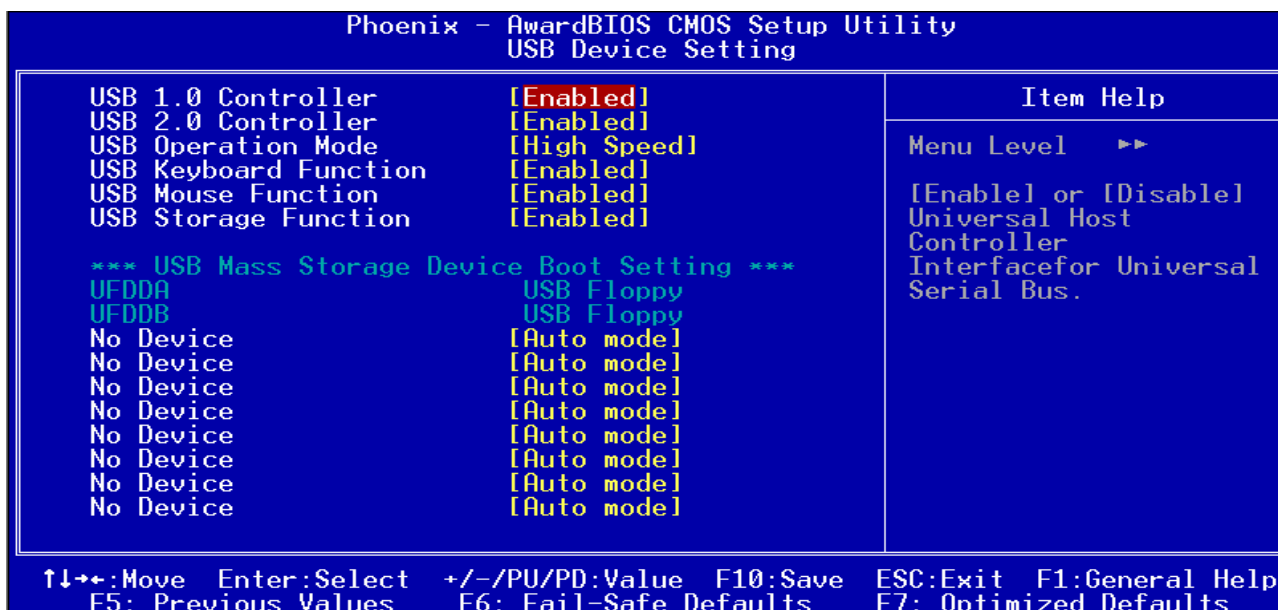 Phoenix - AwardBIOS CMOS Setup Utility
USB Device Setting
USB 1.0 Controller [Enabled]
USB 2.0 Controller [Enabled]
USB Operation Mode [High Speed]
USB Keyboard Function [Enabled]
USB Mouse Function [Enabled]
USB Storage Function [Enabled]
*** USB Mass Storage Device Boot Setting ***
UFDDA USB Floppy
UFDDB USB Floppy
No Device [Auto mode]
No Device [Auto mode]
No Device [Auto mode]
No Device [Auto mode]
No Device [Auto mode]
No Device [Auto mode]
No Device [Auto mode]
No Device [Auto mode]
Item Help
Menu Level ►►
[Enable] or [Disable]
Universal Host
Controller
Interfacefor Universal
Serial Bus.
↑↓→←:Move Enter:Select +/-/PU/PD:Value F10:Save ESC:Exit F1:General Help
F5: Previous Values F6: Fail-Safe Defaults F7: Optimized Defaults